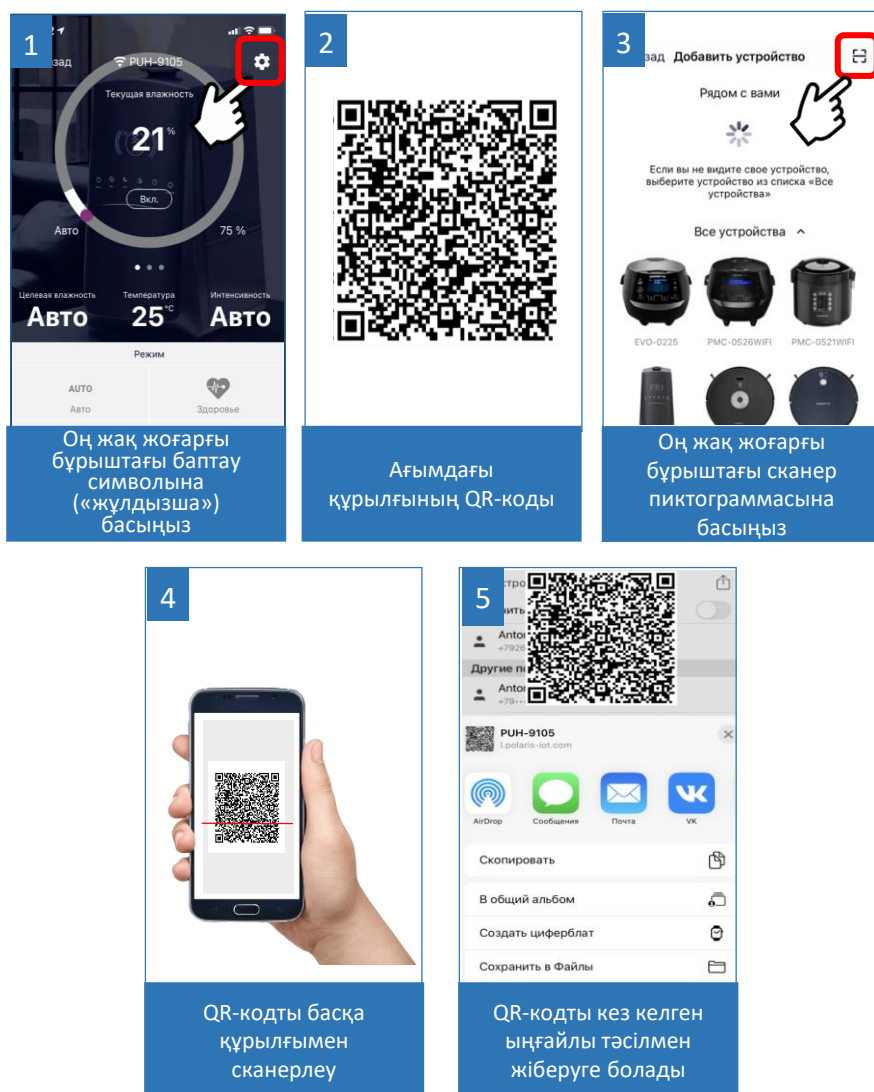 1
зад
PUH-9105
Текущая влажность
21%
Вкл.
Авто
75 %
Целевая влажность
Температура
Интенсивность
Авто
25 °C
Авто
Режим
AUTO
Авто
Здоровье
Оң жақ жоғарғы
бұрыштағы баптау
символына
(«жұлдызша»)
басыңыз
2
Ағымдағы
құрылғының QR-коды
3
зад Добавить устройство
Рядом с вами
Если вы не видите свое устройство,
выберите устройство из списка «Все
устройства»
Все устройства
EVO-0225
PMC-0526WIFI
PMC-0521WIFI
Оң жақ жоғарғы
бұрыштағы сканер
пиктограммасына
басыңыз
4
QR-кодты басқа
құрылғымен
сканерлеу
5
Anto
+7926
Другие п
Anto
+79··
PUH-9105
l.polaris-iot.com
AirDrop
Сообщения
Почта
VK
Скопировать
В общий альбом
Создать циферблат
Сохранить в Файлы
QR-кодты кез келген
ыңғайлы тәсілмен
жіберуге болады